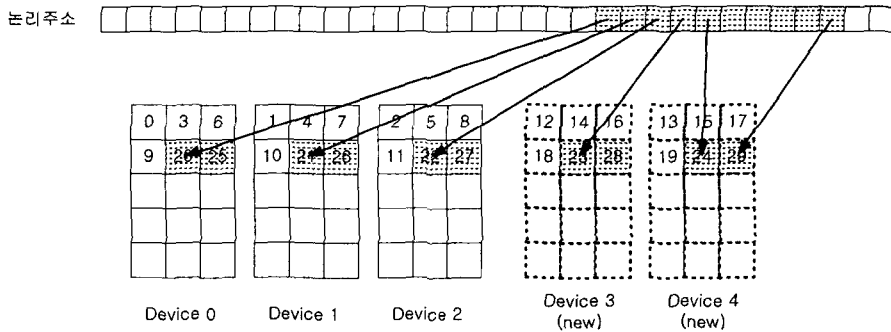 논리주소
0 3 6 1 4 7 2 5 8 12 14 16 13 15 17
9 20 25 10 21 26 11 22 27 18 23 28 19 24 29
Device 0 Device 1 Device 2 Device 3 Device 4
(new) (new)